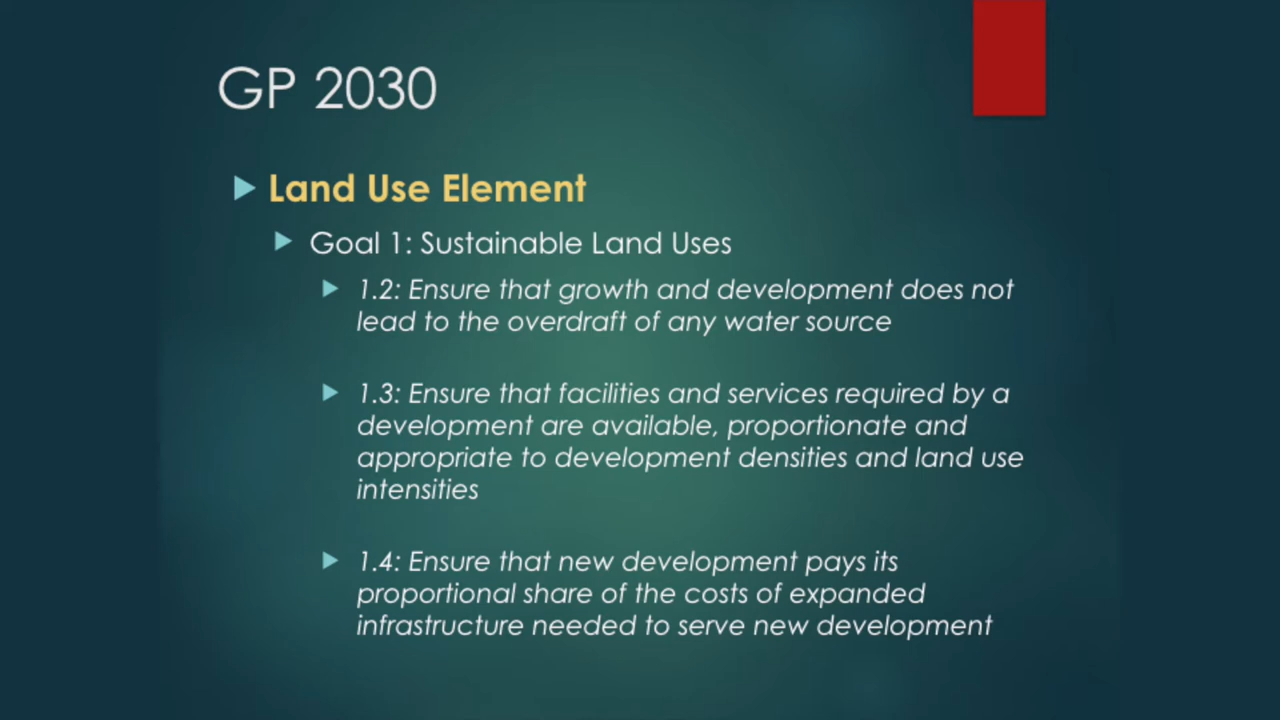 GP 2030
Land Use Element
Goal 1: Sustainable Land Uses
1.2: Ensure that growth and development does not
lead to the overdraft of any water source
1.3: Ensure that facilities and services required by a
development are available, proportionate and
appropriate to development densities and land use
intensities
1.4: Ensure that new development pays its
proportional share of the costs of expanded
infrastructure needed to serve new development